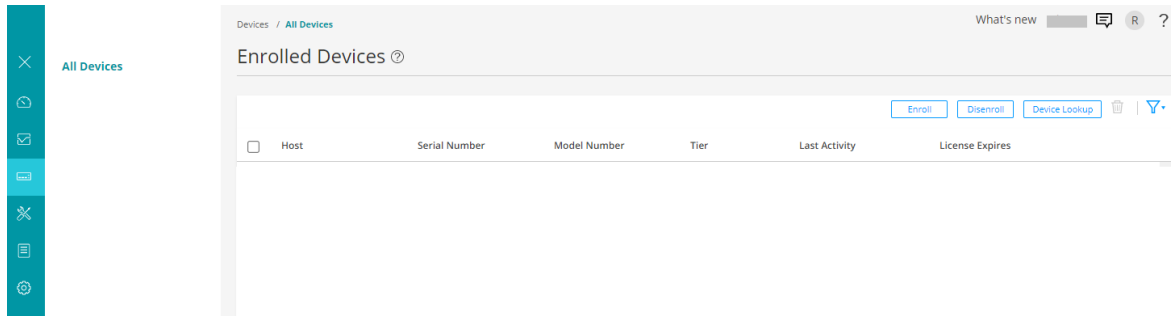 Devices / All Devices
What's new
R
?
All Devices
Enrolled Devices ?
Enroll
Disenroll
Device Lookup
Host Serial Number Model Number Tier Last Activity License Expires